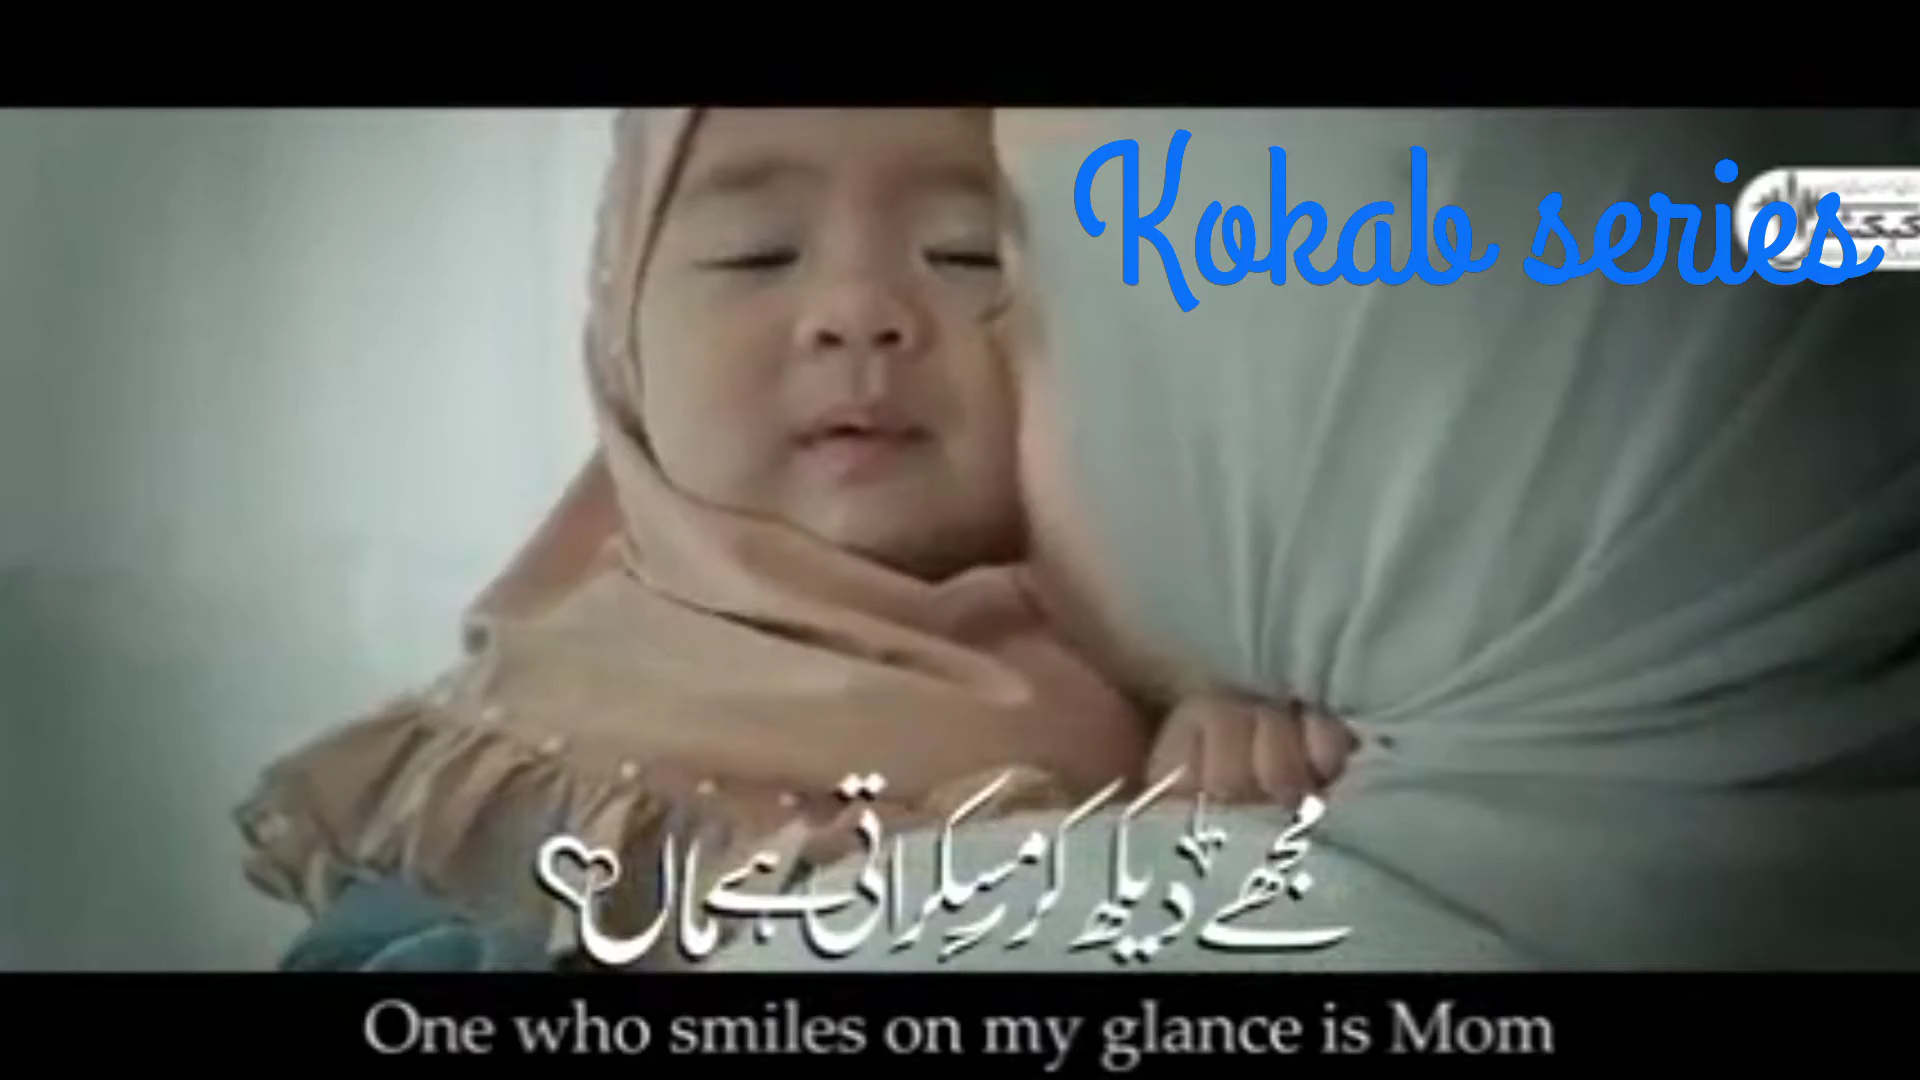 Kokab series
مجھے دیکھ کر مسکراتی ہے ماں
One who smiles on my glance is Mom